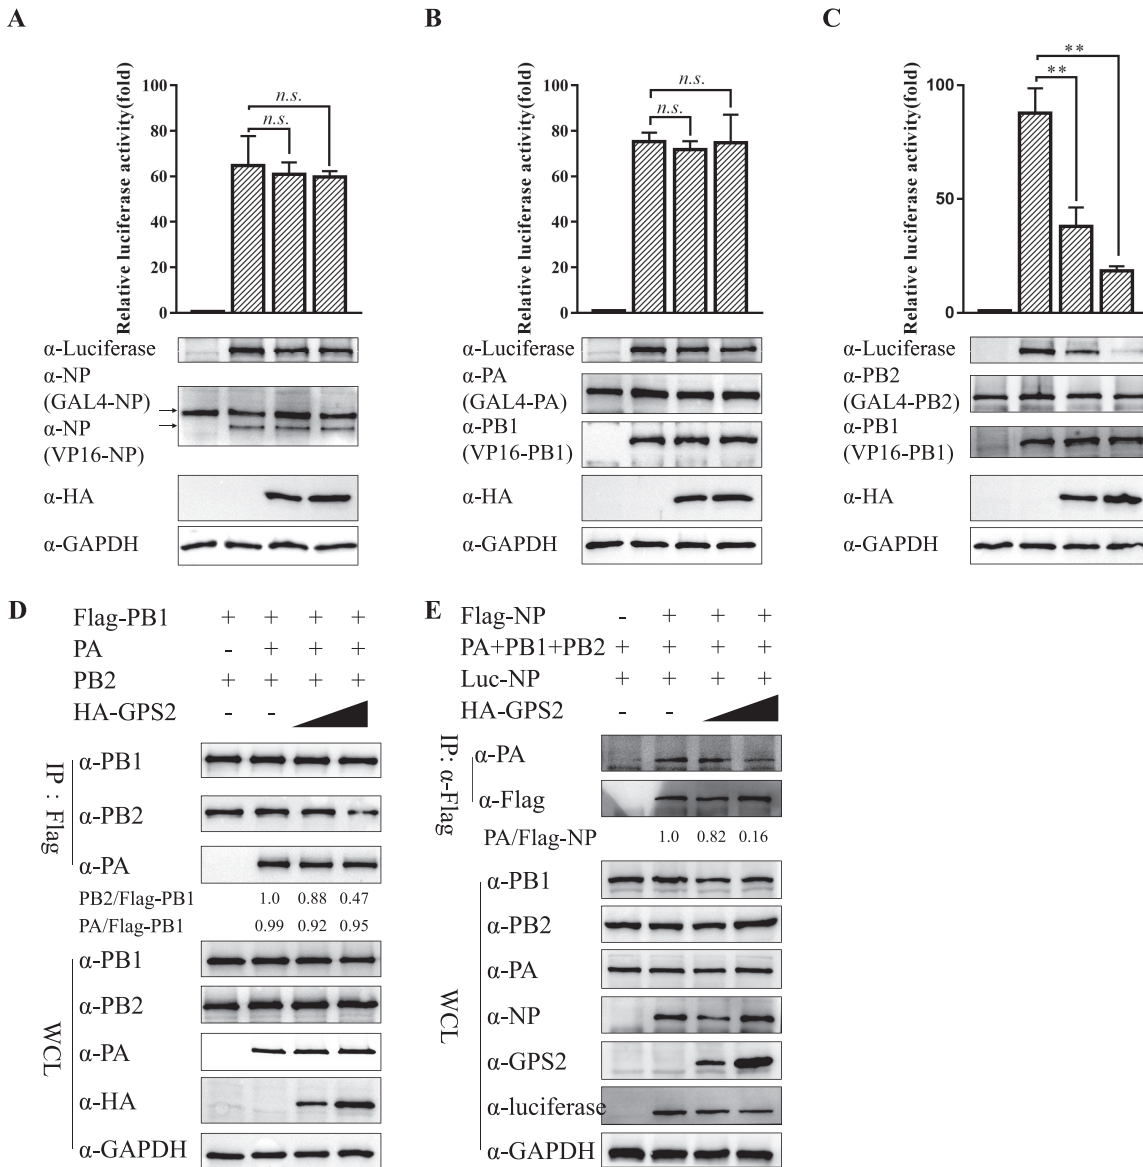 A
Relative luciferase activity(fold)
100
80
60
40
20
0
n.s.
n.s.
α-Luciferase
α-NP
(GAL4-NP)
α-NP
(VP16-NP)
α-HA
α-GAPDH
B
Relative luciferase activity(fold)
100
80
60
40
20
0
n.s.
n.s.
α-Luciferase
α-PA
(GAL4-PA)
α-PB1
(VP16-PB1)
α-HA
α-GAPDH
C
Relative luciferase activity(fold)
100
50
0
**
**
α-Luciferase
α-PB2
(GAL4-PB2)
α-PB1
(VP16-PB1)
α-HA
α-GAPDH
D
Flag-PB1 + + + +
PA - + + +
PB2 + + + +
HA-GPS2 - -
IP : Flag
α-PB1
α-PB2
α-PA
PB2/Flag-PB1 1.0 0.88 0.47
PA/Flag-PB1 0.99 0.92 0.95
WCL
α-PB1
α-PB2
α-PA
α-HA
α-GAPDH
E
Flag-NP - + + +
PA+PB1+PB2 + + + +
Luc-NP + + + +
HA-GPS2 - -
IP: α-Flag
α-PA
α-Flag
PA/Flag-NP 1.0 0.82 0.16
WCL
α-PB1
α-PB2
α-PA
α-NP
α-GPS2
α-luciferase
α-GAPDH